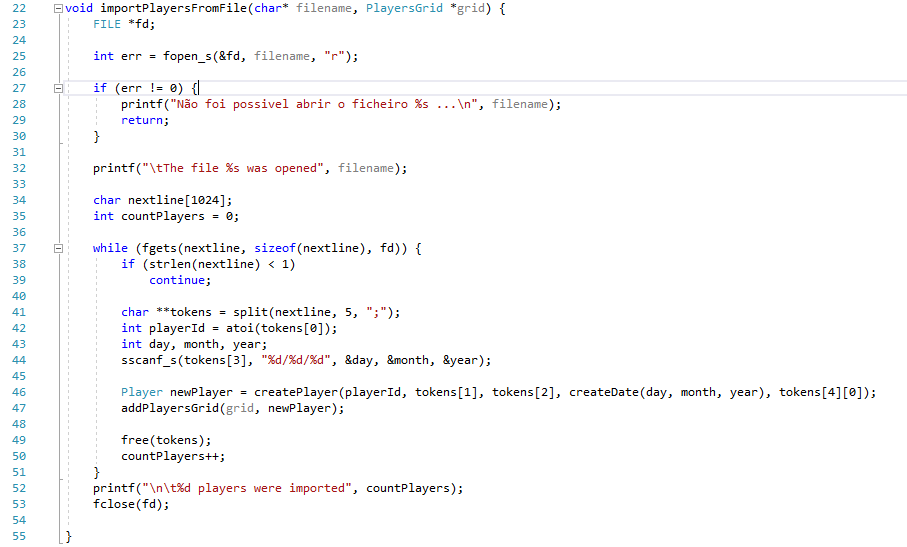 22 void importPlayersFromFile(char* filename, PlayersGrid *grid) {
23 FILE *fd;
24
25 int err = fopen_s(&fd, filename, "r");
26
27 if (err != 0) {
28 printf("Não foi possivel abrir o ficheiro %s ...\n", filename);
29 return;
30 }
31
32 printf("\tThe file %s was opened", filename);
33
34 char nextline[1024];
35 int countPlayers = 0;
36
37 while (fgets(nextline, sizeof(nextline), fd)) {
38 if (strlen(nextline) < 1)
39 continue;
40
41 char **tokens = split(nextline, 5, ";");
42 int playerId = atoi(tokens[0]);
43 int day, month, year;
44 sscanf_s(tokens[3], "%d/%d/%d", &day, &month, &year);
45
46 Player newPlayer = createPlayer(playerId, tokens[1], tokens[2], createDate(day, month, year), tokens[4][0]);
47 addPlayersGrid(grid, newPlayer);
48
49 free(tokens);
50 countPlayers++;
51 }
52 printf("\n\t%d players were imported", countPlayers);
53 fclose(fd);
54
55 }